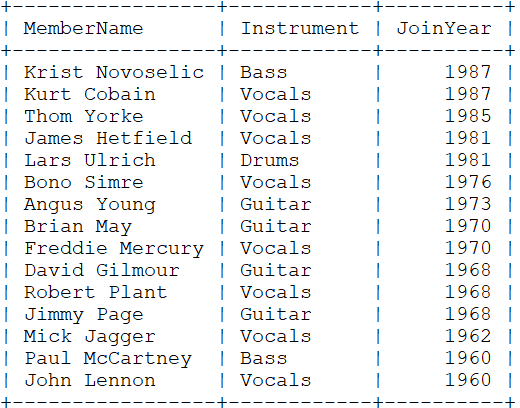 +------------------+------------+----------+
| MemberName       | Instrument | JoinYear |
+------------------+------------+----------+
| Krist Novoselic  | Bass       |     1987 |
| Kurt Cobain      | Vocals     |     1987 |
| Thom Yorke       | Vocals     |     1985 |
| James Hetfield   | Vocals     |     1981 |
| Lars Ulrich      | Drums      |     1981 |
| Bono Simre       | Vocals     |     1976 |
| Angus Young      | Guitar     |     1973 |
| Brian May        | Guitar     |     1970 |
| Freddie Mercury  | Vocals     |     1970 |
| David Gilmour    | Guitar     |     1968 |
| Robert Plant     | Vocals     |     1968 |
| Jimmy Page       | Guitar     |     1968 |
| Mick Jagger      | Vocals     |     1962 |
| Paul McCartney   | Bass       |     1960 |
| John Lennon      | Vocals     |     1960 |
+------------------+------------+----------+